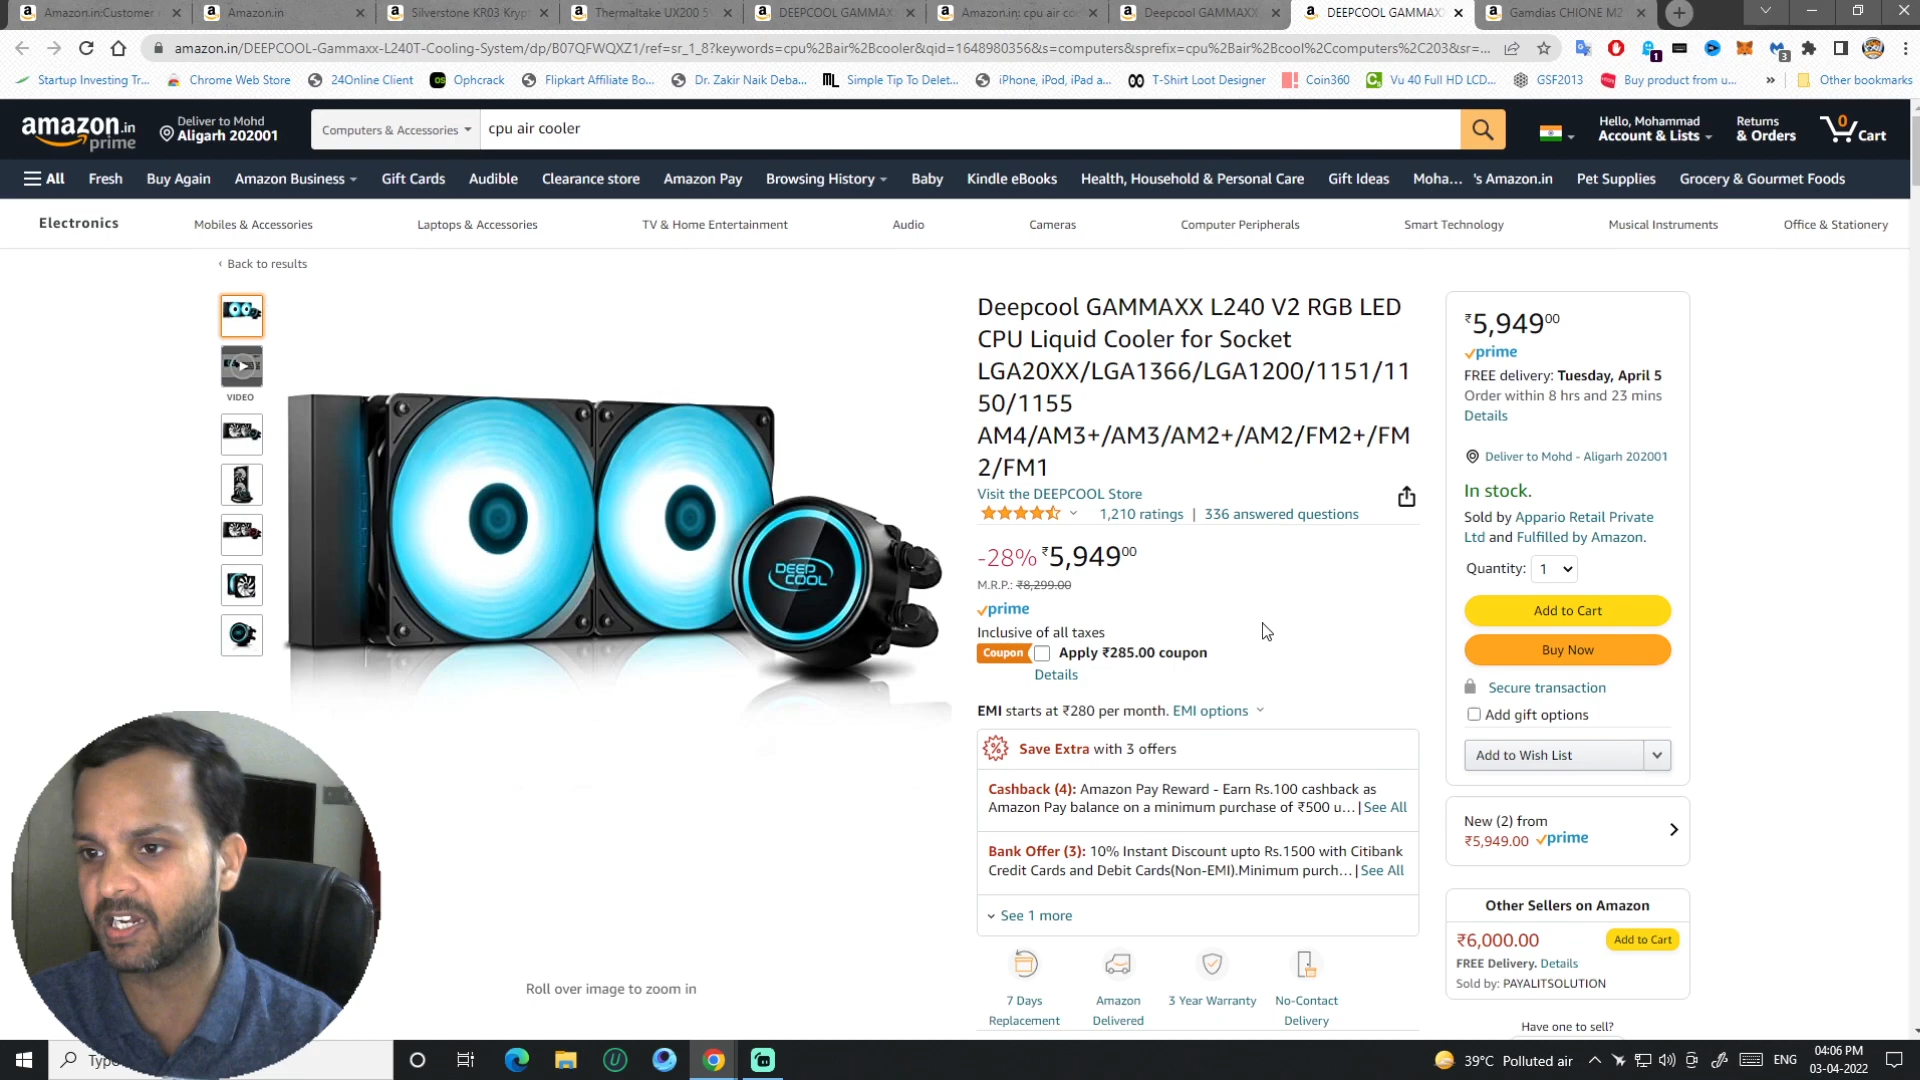 Amazon.in:Customer
Amazon.in
Silverstone KR03 Kryp
Thermaltake UX200 5
DEEPCOOL GAMMAX
Amazon.in: cpu air co
Deepcool GAMMAXX
DEEPCOOL GAMMAX
Gamdias CHIONE M2
amazon.in/DEEPCOOL-Gammaxx-L240T-Cooling-System/dp/B07QFWQXZ1/ref=sr_1_8?keywords=cpu%2Bair%2Bcooler&qid=1648980356&s=computers&sprefix=cpu%2Bair%2Bcool%2Ccomputers%2C203&sr=...
Startup Investing Tr...
Chrome Web Store
24Online Client
Ophcrack
Flipkart Affiliate Bo...
Dr. Zakir Naik Deba...
ML Simple Tip To Delet...
iPhone, iPod, iPad a...
T-Shirt Loot Designer
Coin360
Vu 40 Full HD LCD...
GSF2013
Buy product from u...
»
Other bookmarks
amazon.in
prime
Deliver to Mohd
Aligarh 202001
Computers & Accessories
cpu air cooler
Hello, Mohammad
Account & Lists
Returns
& Orders
0
Cart
All
Fresh
Buy Again
Amazon Business
Gift Cards
Audible
Clearance store
Amazon Pay
Browsing History
Baby
Kindle eBooks
Health, Household & Personal Care
Gift Ideas
Moha... 's Amazon.in
Pet Supplies
Grocery & Gourmet Foods
Electronics
Mobiles & Accessories
Laptops & Accessories
TV & Home Entertainment
Audio
Cameras
Computer Peripherals
Smart Technology
Musical Instruments
Office & Stationery
‹ Back to results
VIDEO
DEEP
COOL
Roll over image to zoom in
Deepcool GAMMAXX L240 V2 RGB LED
CPU Liquid Cooler for Socket
LGA20XX/LGA1366/LGA1200/1151/11
50/1155
AM4/AM3+/AM3/AM2+/AM2/FM2+/FM
2/FM1
Visit the DEEPCOOL Store
1,210 ratings | 336 answered questions
-28% ₹5,949.00
M.R.P.: ₹8,299.00
prime
Inclusive of all taxes
Coupon Apply ₹285.00 coupon
Details
EMI starts at ₹280 per month. EMI options
Save Extra with 3 offers
Cashback (4): Amazon Pay Reward - Earn Rs.100 cashback as
Amazon Pay balance on a minimum purchase of ₹500 u... | See All
Bank Offer (3): 10% Instant Discount upto Rs.1500 with Citibank
Credit Cards and Debit Cards(Non-EMI).Minimum purch... | See All
See 1 more
7 Days
Replacement
Amazon
Delivered
3 Year Warranty
No-Contact
Delivery
₹5,949.00
prime
FREE delivery: Tuesday, April 5
Order within 8 hrs and 23 mins
Details
Deliver to Mohd - Aligarh 202001
In stock.
Sold by Appario Retail Private
Ltd and Fulfilled by Amazon.
Quantity: 1
Add to Cart
Buy Now
Secure transaction
Add gift options
Add to Wish List
New (2) from
₹5,949.00 prime
Other Sellers on Amazon
₹6,000.00
Add to Cart
FREE Delivery. Details
Sold by: PAYALITSOLUTION
Have one to sell?
Type
39°C Polluted air
ENG
04:06 PM
03-04-2022